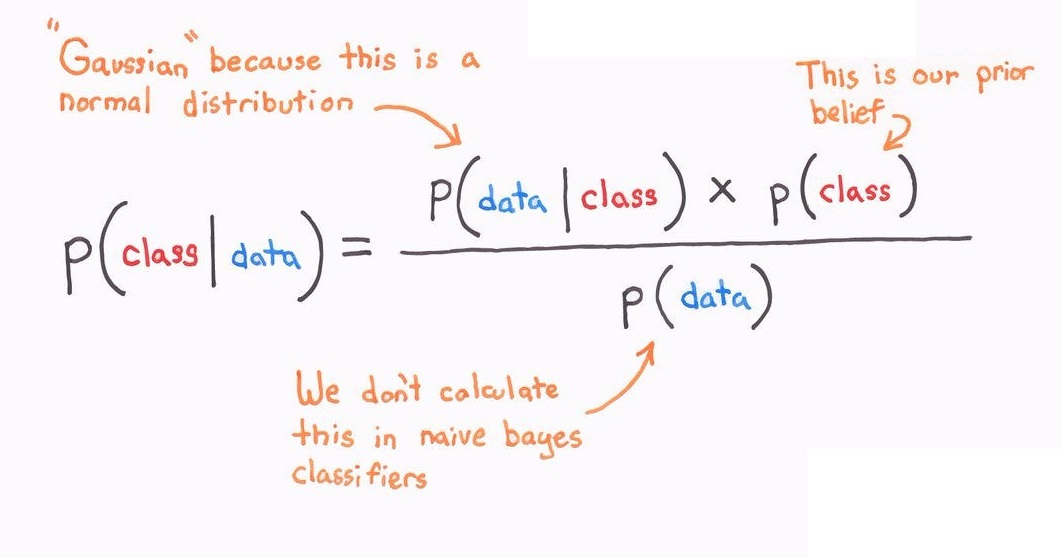 "Gaussian" because this is a
normal distribution
This is our prior
belief
P(data | class) × P(class)
P(class | data) =
P(data)
We don't calculate
this in naive bayes
classifiers